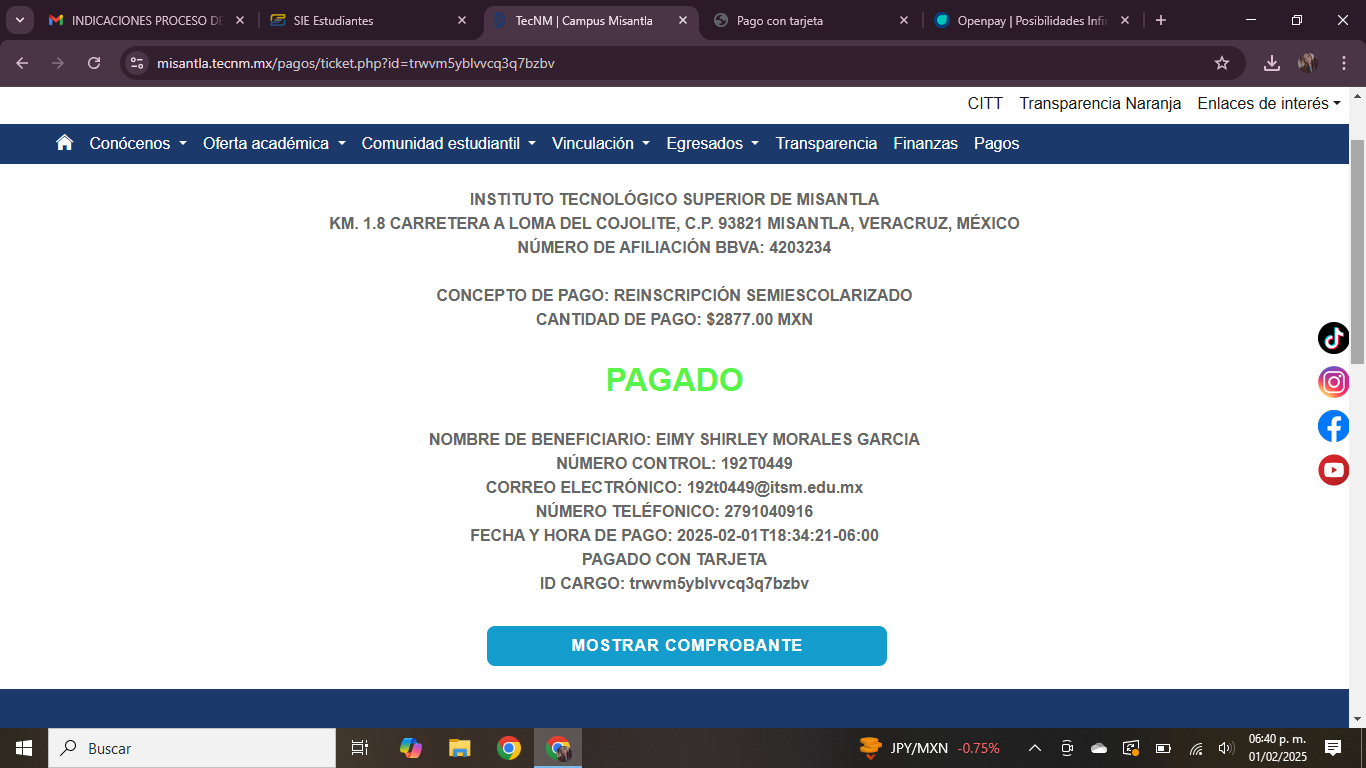 INDICACIONES PROCESO DE
SIE Estudiantes
TecNM | Campus Misantla
Pago con tarjeta
Openpay | Posibilidades Infin
misantla.tecnm.mx/pagos/ticket.php?id=trwvm5yblvvcq3q7bzbv
CITT Transparencia Naranja Enlaces de interés
Conócenos Oferta académica Comunidad estudiantil Vinculación Egresados Transparencia Finanzas Pagos
INSTITUTO TECNOLÓGICO SUPERIOR DE MISANTLA
KM. 1.8 CARRETERA A LOMA DEL COJOLITE, C.P. 93821 MISANTLA, VERACRUZ, MÉXICO
NÚMERO DE AFILIACIÓN BBVA: 4203234
CONCEPTO DE PAGO: REINSCRIPCIÓN SEMIESCOLARIZADO
CANTIDAD DE PAGO: $2877.00 MXN
PAGADO
NOMBRE DE BENEFICIARIO: EIMY SHIRLEY MORALES GARCIA
NÚMERO CONTROL: 192T0449
CORREO ELECTRÓNICO: 192t0449@itsm.edu.mx
NÚMERO TELÉFONICO: 2791040916
FECHA Y HORA DE PAGO: 2025-02-01T18:34:21-06:00
PAGADO CON TARJETA
ID CARGO: trwvm5yblvvcq3q7bzbv
MOSTRAR COMPROBANTE
Buscar
JPY/MXN -0.75%
06:40 p. m.
01/02/2025